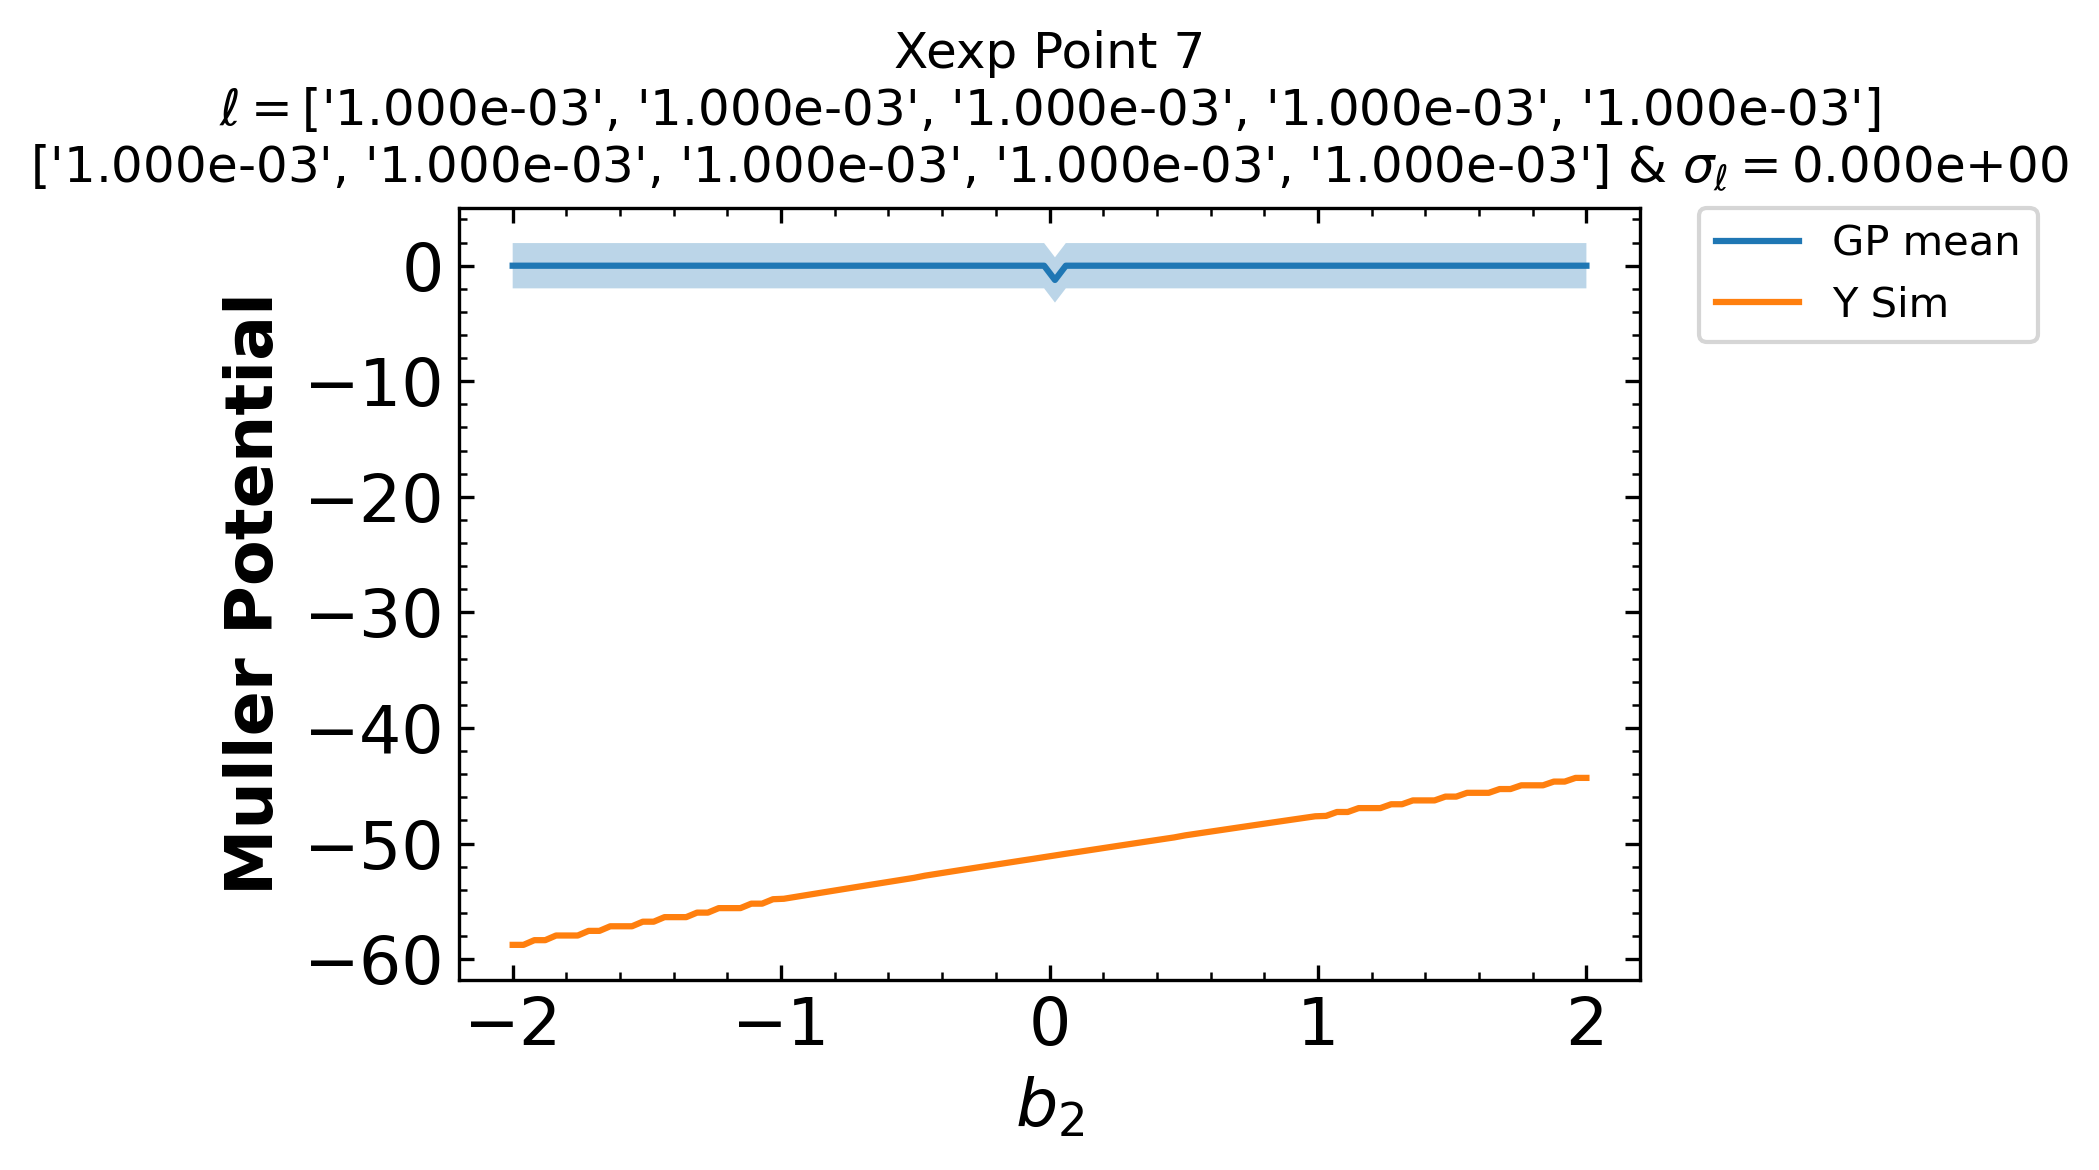 Xexp Point 7
ℓ = ['1.000e-03', '1.000e-03', '1.000e-03', '1.000e-03', '1.000e-03']
['1.000e-03', '1.000e-03', '1.000e-03', '1.000e-03', '1.000e-03'] & σℓ = 0.000e+00
GP mean
Y Sim
Muller Potential
0
−10
−20
−30
−40
−50
−60
−2
−1
0
1
2
b₂